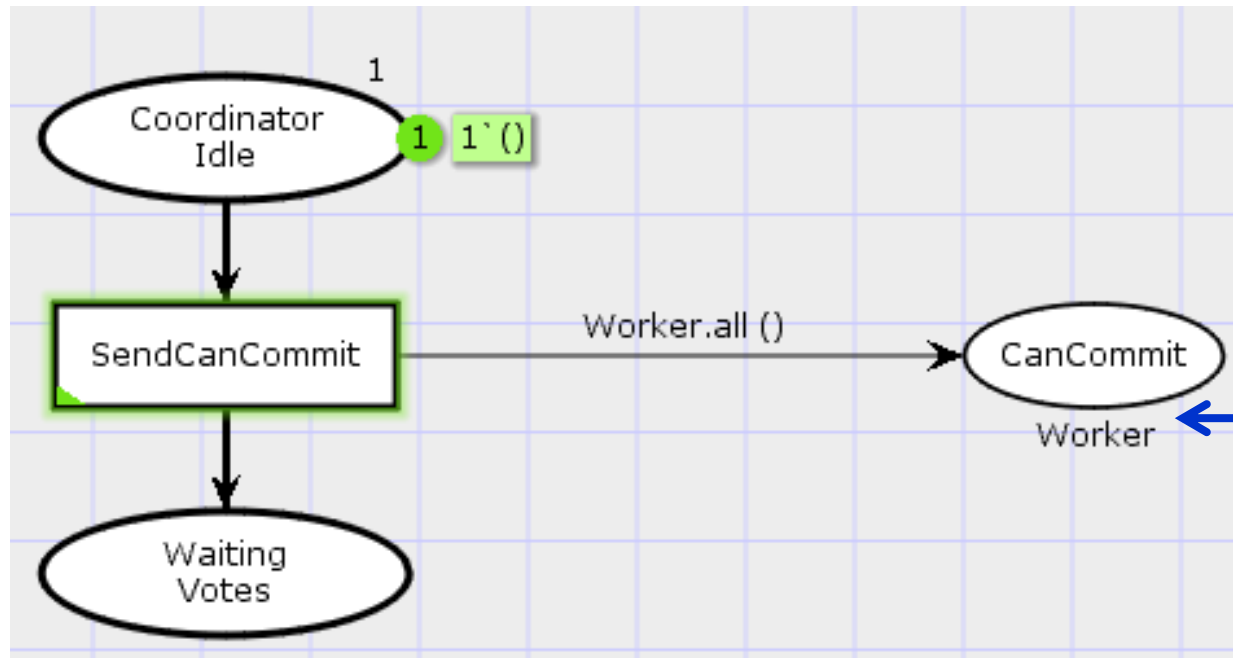 1
Coordinator
Idle
1
1`()
SendCanCommit
Worker.all ()
CanCommit
Worker
Waiting
Votes